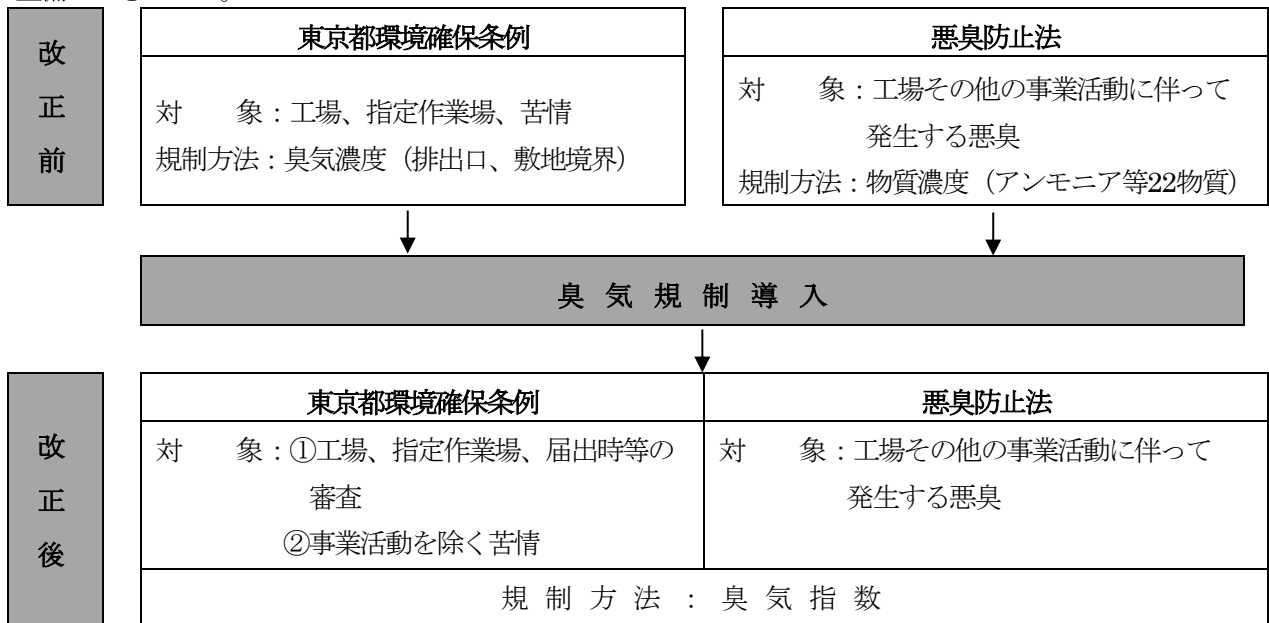 改正前
東京都環境確保条例
対　　象：工場、指定作業場、苦情
規制方法：臭気濃度（排出口、敷地境界）
悪臭防止法
対　　象：工場その他の事業活動に伴って
発生する悪臭
規制方法：物質濃度（アンモニア等22物質）
臭 気 規 制 導 入
改正後
東京都環境確保条例
対　　象：①工場、指定作業場、届出時等の
審査
②事業活動を除く苦情
悪臭防止法
対　　象：工場その他の事業活動に伴って
発生する悪臭
規 制 方 法 ： 臭 気 指 数